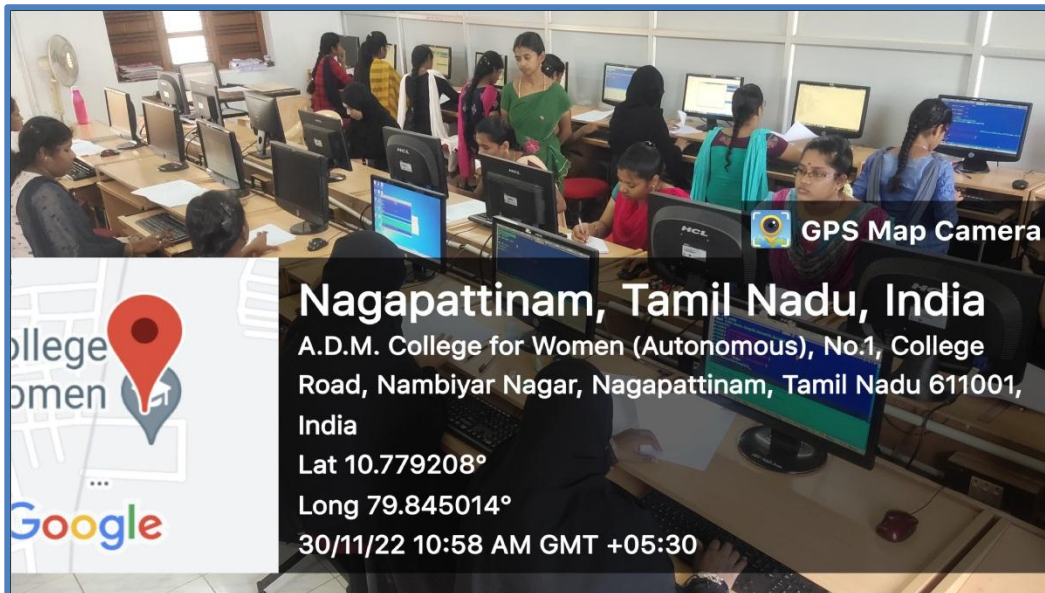 HCL
HCL
HCL
GPS Map Camera
ollege
omen
Nagapattinam, Tamil Nadu, India
A.D.M. College for Women (Autonomous), No.1, College
Road, Nambiyar Nagar, Nagapattinam, Tamil Nadu 611001,
India
Lat 10.779208°
Long 79.845014°
30/11/22 10:58 AM GMT +05:30
...
Google